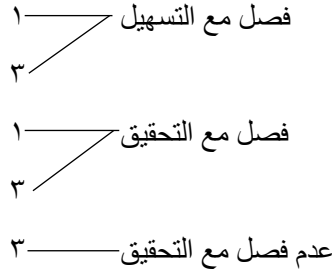 فصل مع التسهيل ١
٣
فصل مع التحقيق ١
٣
عدم فصل مع التحقيق ٣